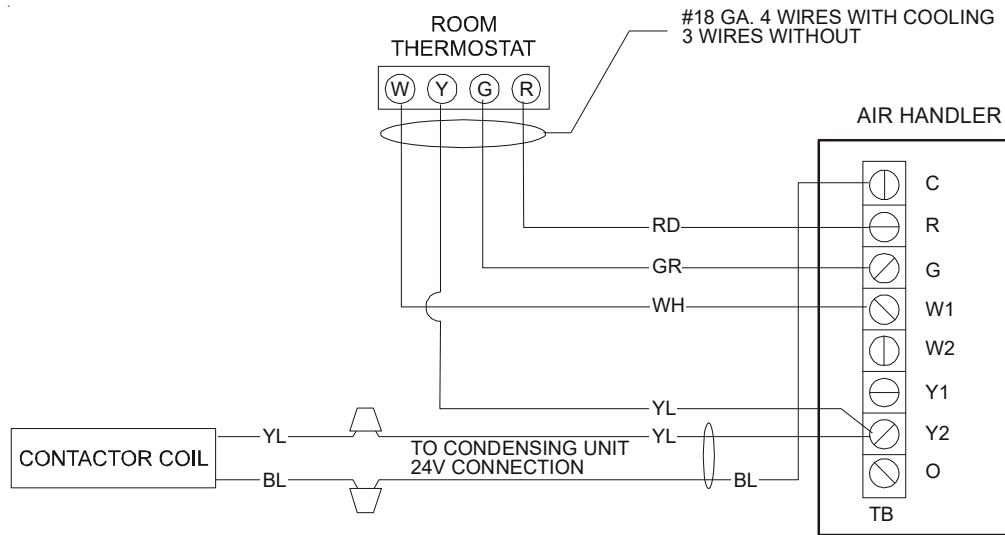 ROOM
THERMOSTAT
#18 GA. 4 WIRES WITH COOLING
3 WIRES WITHOUT
W Y G R
AIR HANDLER
C
RD R
GR G
WH W1
W2
Y1
YL
YL YL Y2
CONTACTOR COIL
TO CONDENSING UNIT
24V CONNECTION
BL BL O
TB